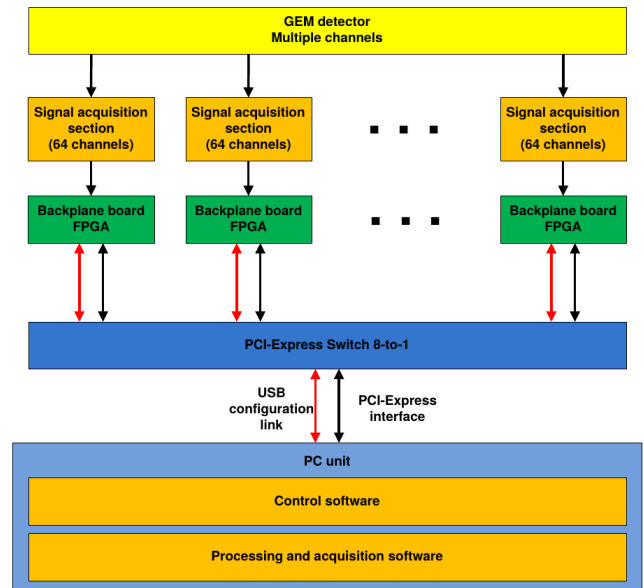 GEM detector
Multiple channels
Signal acquisition
section
(64 channels)
Signal acquisition
section
(64 channels)
Signal acquisition
section
(64 channels)
Backplane board
FPGA
Backplane board
FPGA
Backplane board
FPGA
PCI-Express Switch 8-to-1
USB
configuration
link
PCI-Express
interface
PC unit
Control software
Processing and acquisition software